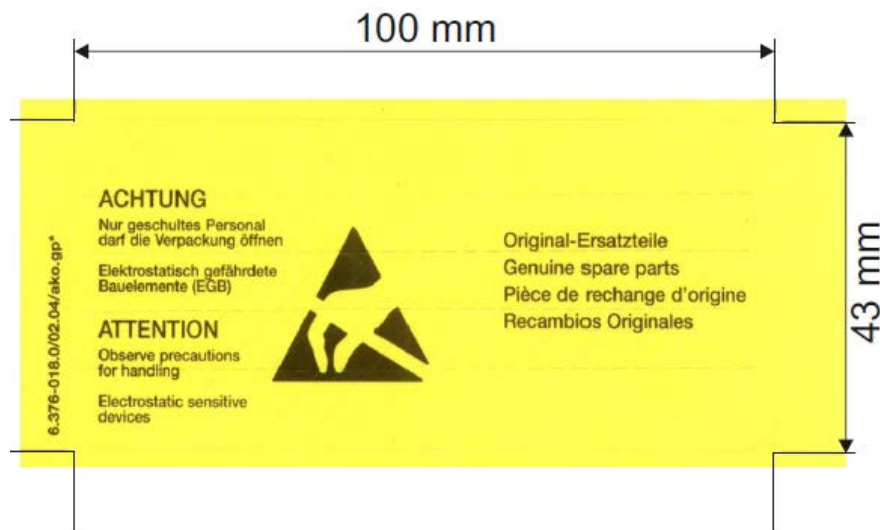 100 mm
ACHTUNG
Nur geschultes Personal
darf die Verpackung öffnen
Elektrostatisch gefährdete
Bauelemente (EGB)
ATTENTION
Observe precautions
for handling
Electrostatic sensitive
devices
6.376-018.0/02.04/ako.gp*
Original-Ersatzteile
Genuine spare parts
Pièce de rechange d'origine
Recambios Originales
43 mm